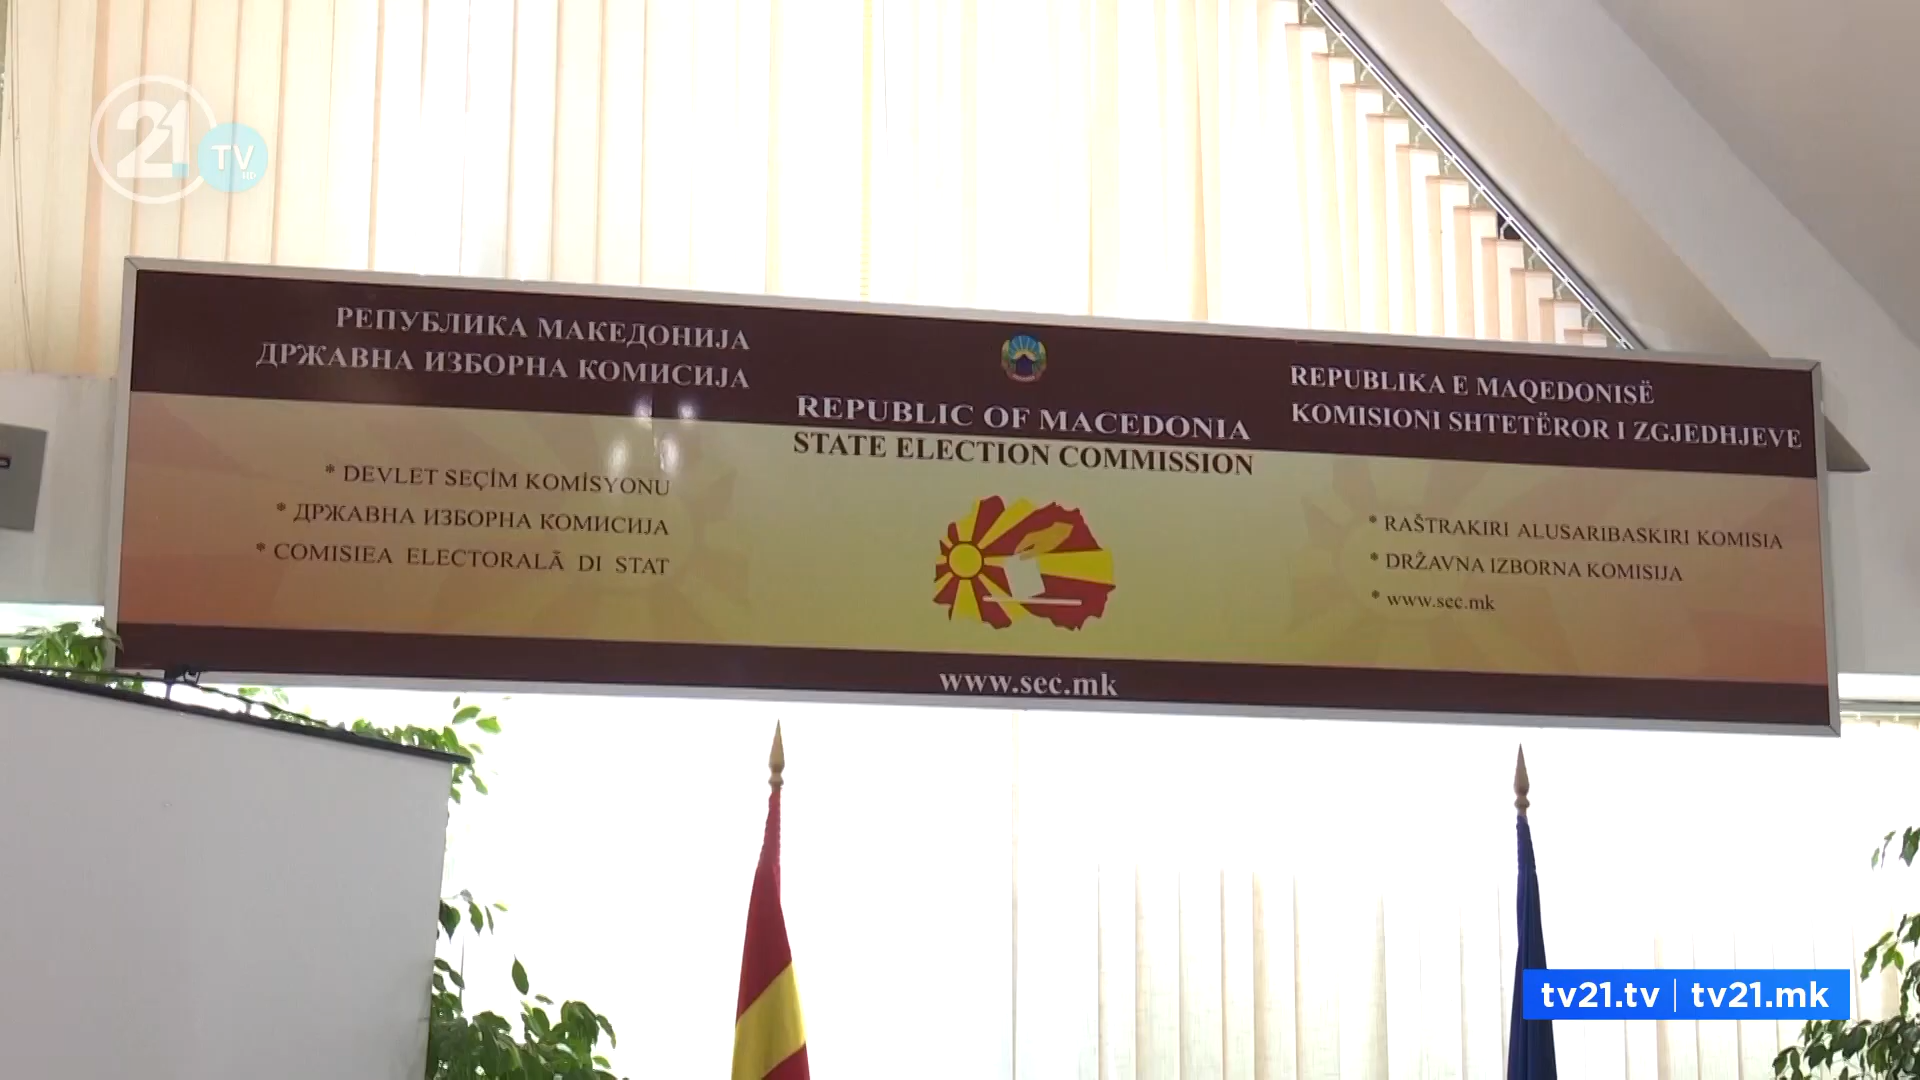 21 TV HD
РЕПУБЛИКА МАКЕДОНИЈА
ДРЖАВНА ИЗБОРНА КОМИСИЈА
REPUBLIC OF MACEDONIA
STATE ELECTION COMMISSION
REPUBLIKA E MAQEDONISË
KOMISIONI SHTETËROR I ZGJEDHJEVE
* DEVLET SEÇİM KOMİSYONU
* ДРЖАВНА ИЗБОРНА КОМИСИЈА
* COMISIEA ELECTORALĂ DI STAT
* RAŠTRAKIRI ALUSARIBASKIRI KOMISIA
* DRŽAVNA IZBORNA KOMISIJA
* www.sec.mk
www.sec.mk
tv21.tv | tv21.mk